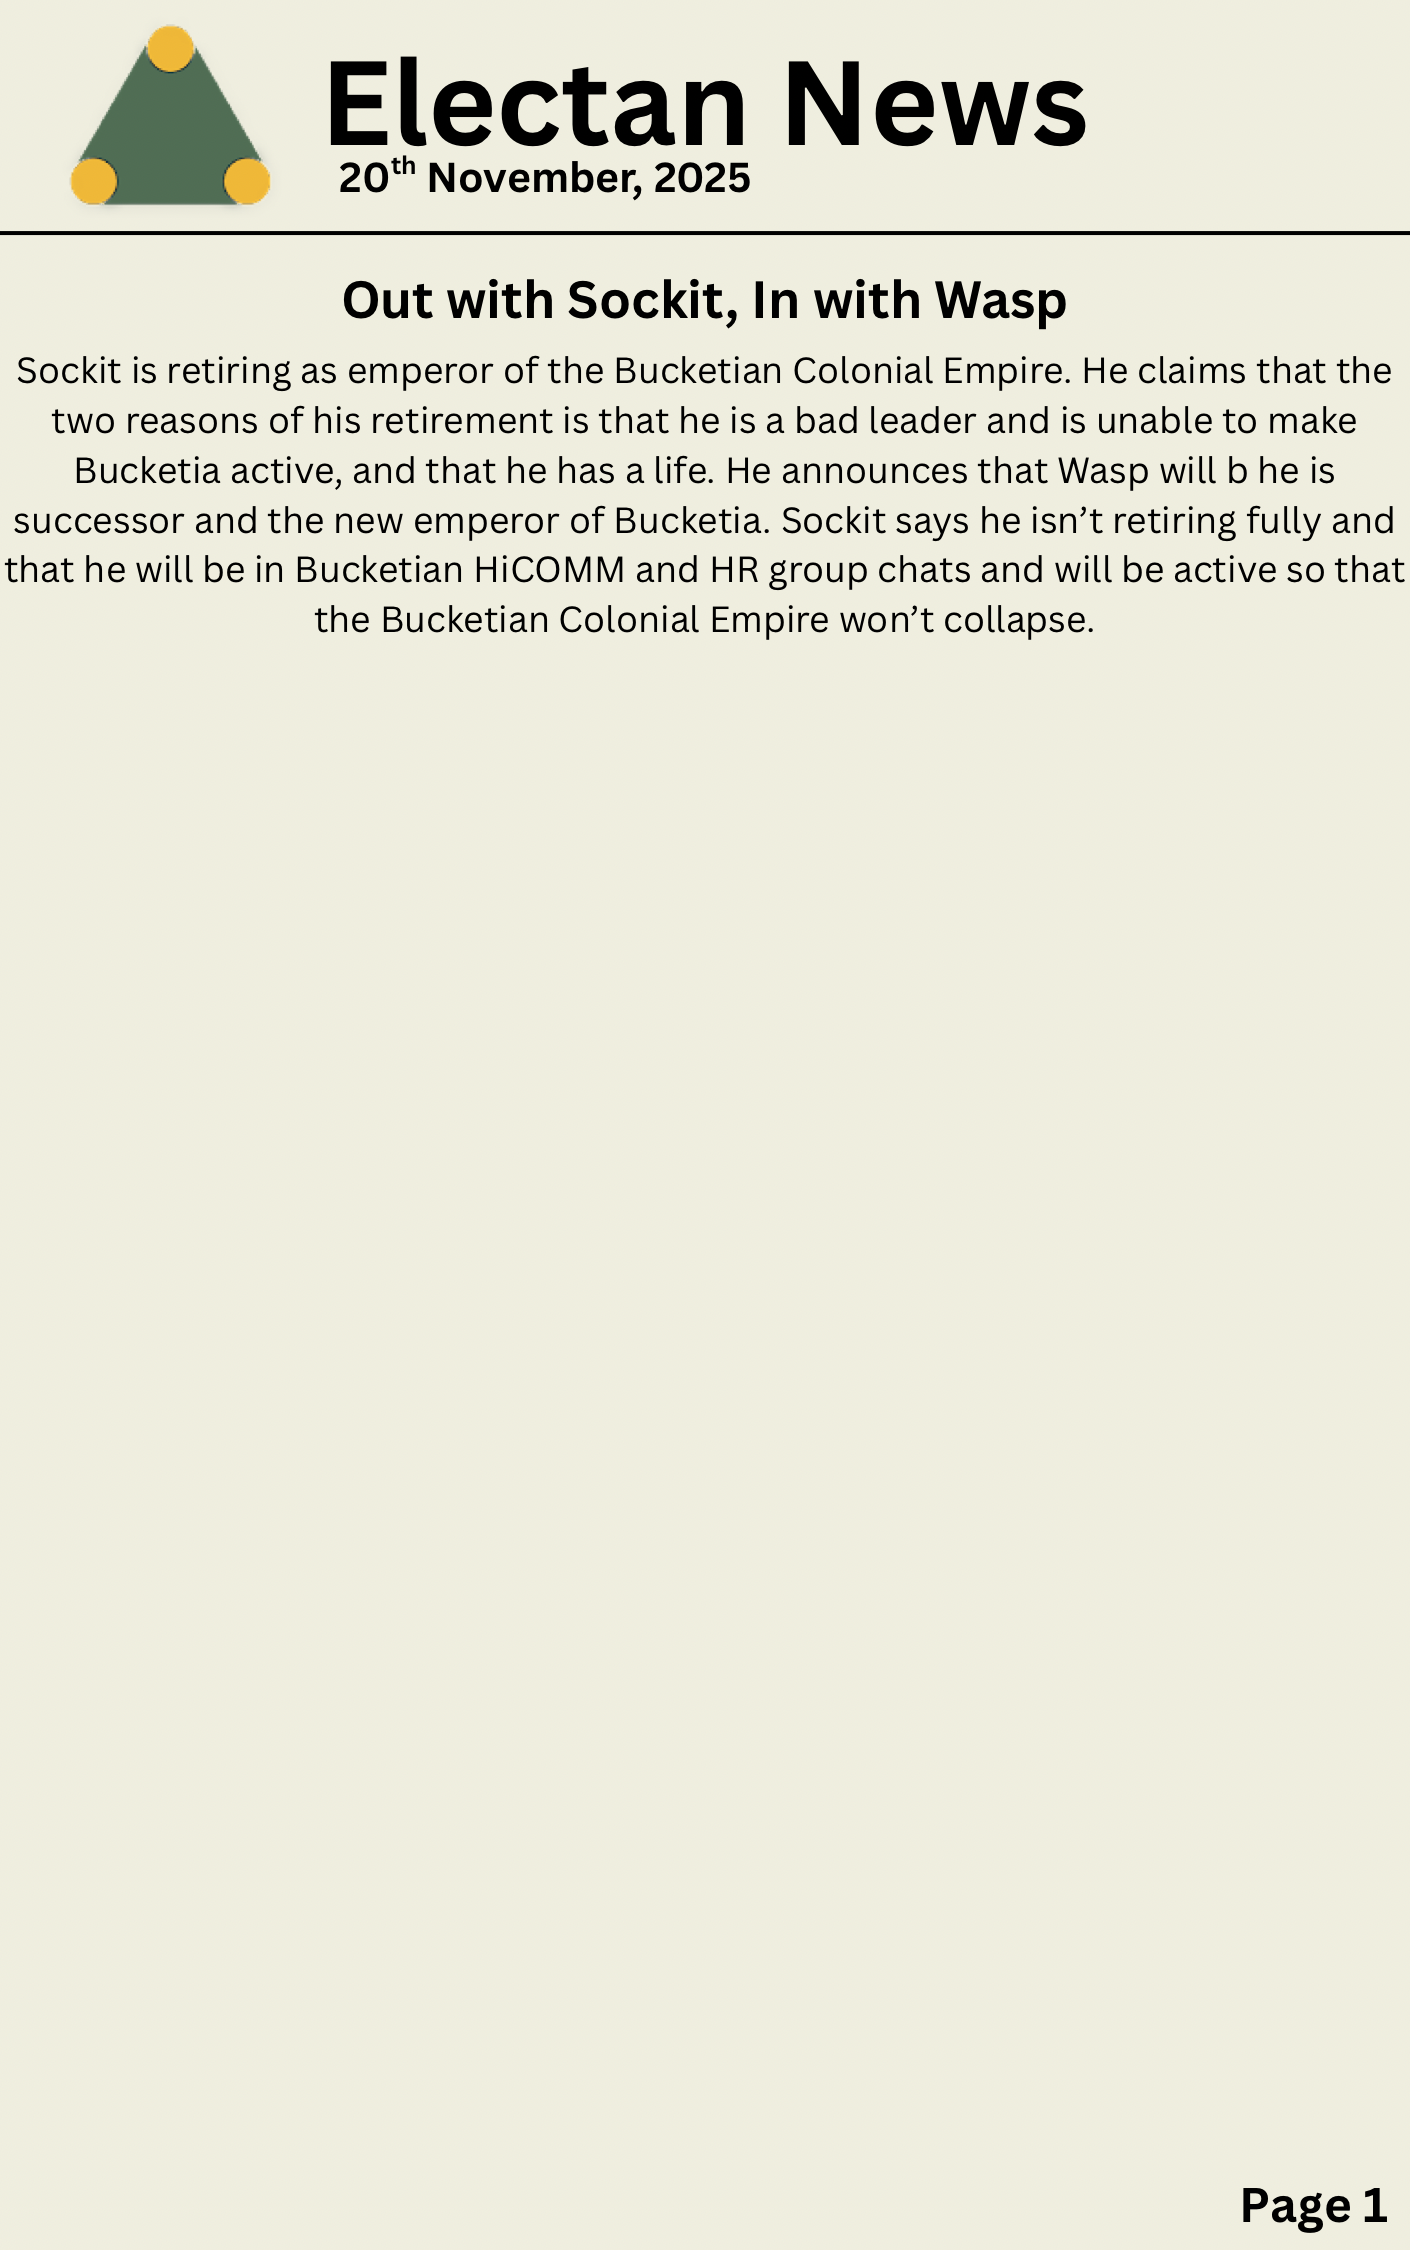 Electan News
20th November, 2025
Out with Sockit, In with Wasp
Sockit is retiring as emperor of the Bucketian Colonial Empire. He claims that the
two reasons of his retirement is that he is a bad leader and is unable to make
Bucketia active, and that he has a life. He announces that Wasp will b he is
successor and the new emperor of Bucketia. Sockit says he isn’t retiring fully and
that he will be in Bucketian HiCOMM and HR group chats and will be active so that
the Bucketian Colonial Empire won’t collapse.
Page 1